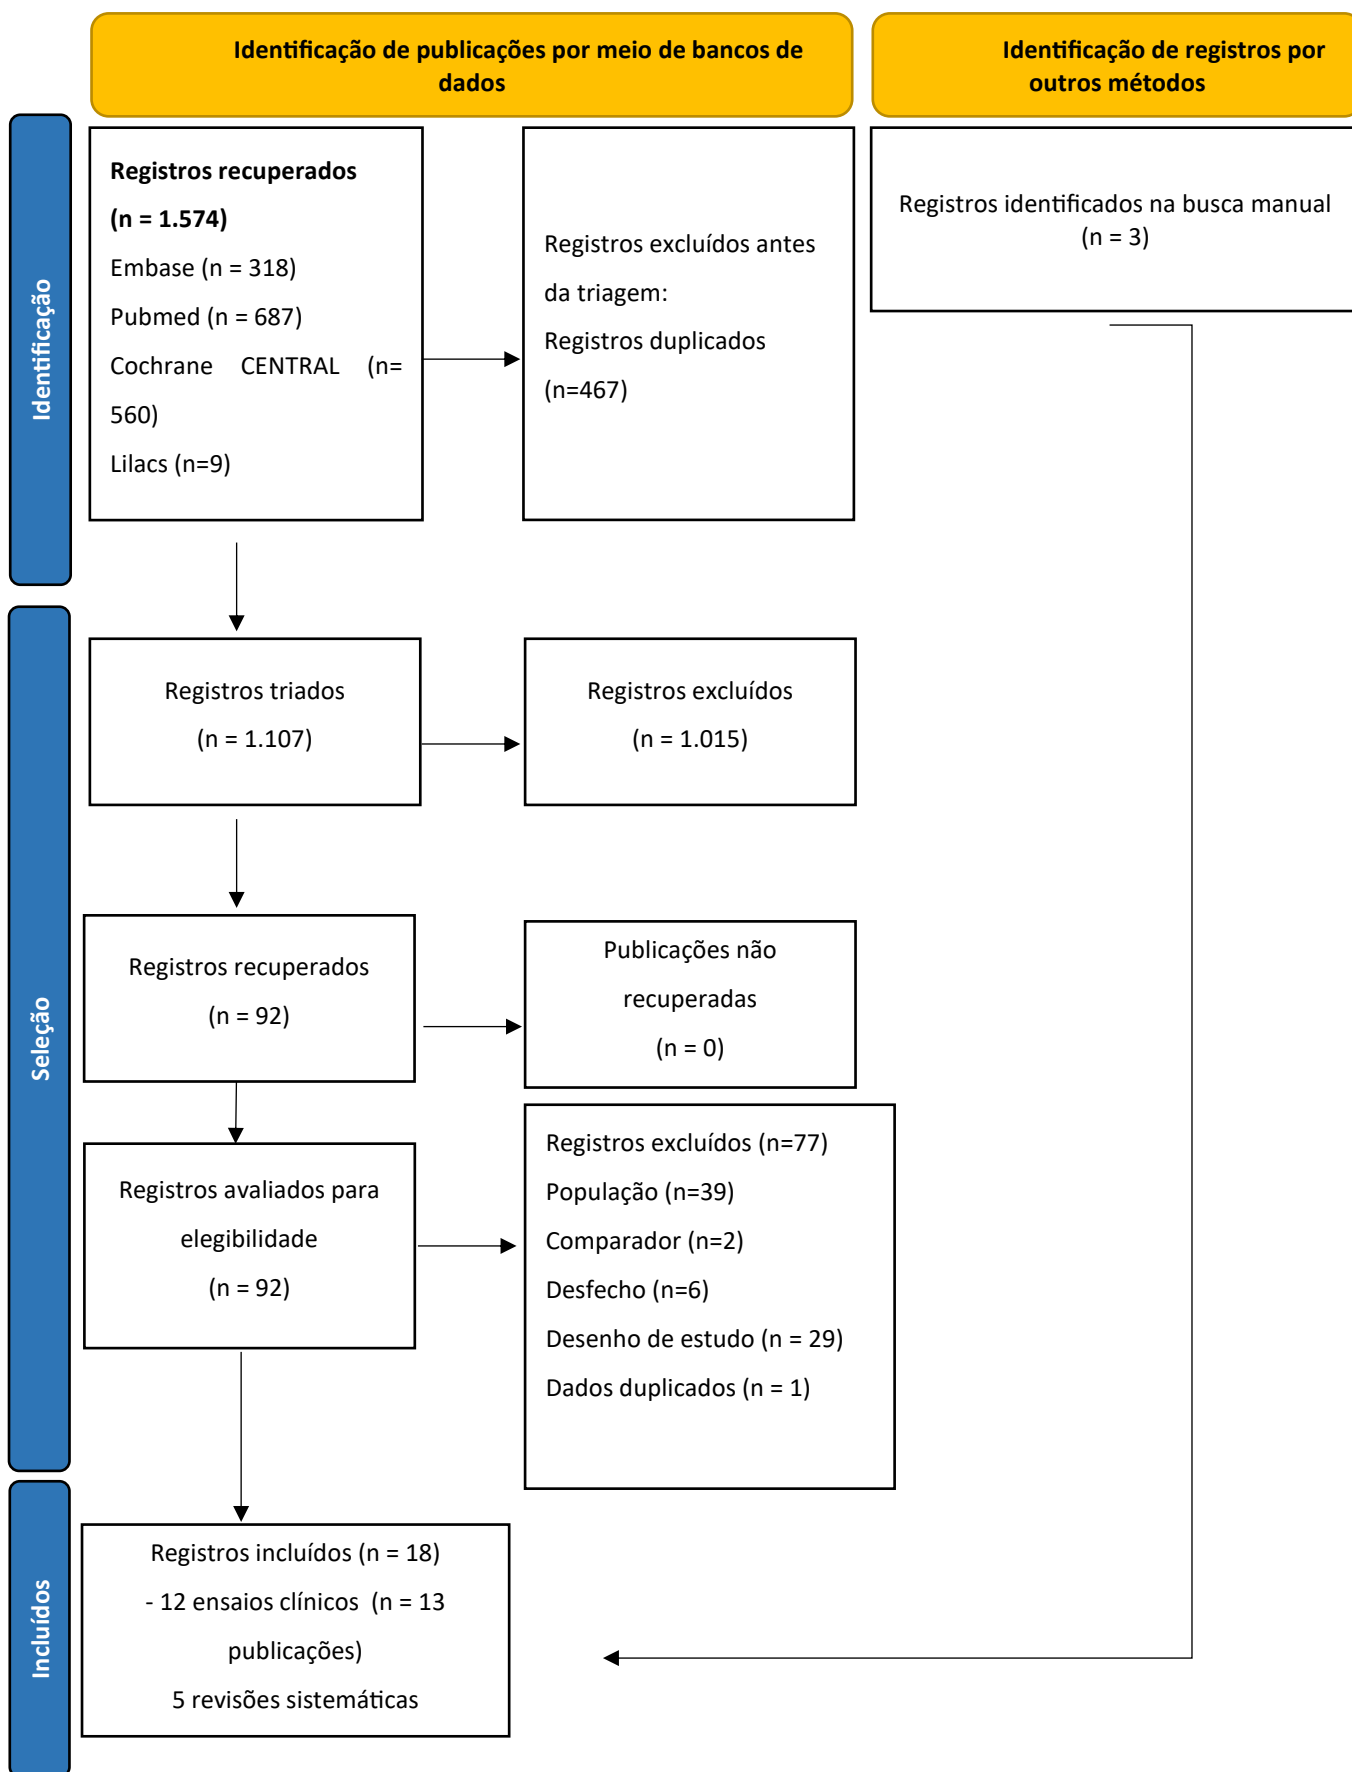 Identificação de publicações por meio de bancos de
dados
Identificação de registros por
outros métodos
Identificação
Registros recuperados
(n = 1.574)
Embase (n = 318)
Pubmed (n = 687)
Cochrane CENTRAL (n=
560)
Lilacs (n=9)
Registros excluídos antes
da triagem:
Registros duplicados
(n=467)
Registros identificados na busca manual
(n = 3)
Seleção
Registros triados
(n = 1.107)
Registros excluídos
(n = 1.015)
Registros recuperados
(n = 92)
Publicações não
recuperadas
(n = 0)
Registros avaliados para
elegibilidade
(n = 92)
Registros excluídos (n=77)
População (n=39)
Comparador (n=2)
Desfecho (n=6)
Desenho de estudo (n = 29)
Dados duplicados (n = 1)
Incluídos
Registros incluídos (n = 18)
- 12 ensaios clínicos (n = 13
publicações)
5 revisões sistemáticas